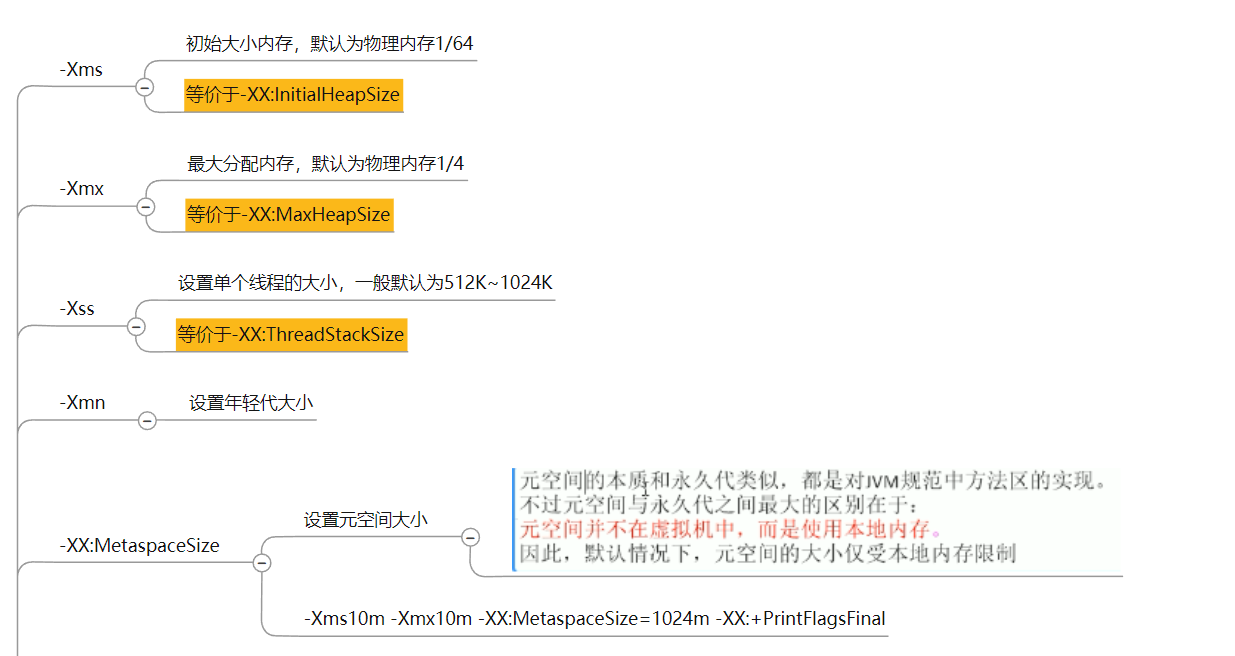 初始大小内存，默认为物理内存1/64
-Xms
等价于-XX:InitialHeapSize
最大分配内存，默认为物理内存1/4
-Xmx
等价于-XX:MaxHeapSize
设置单个线程的大小，一般默认为512K~1024K
-Xss
等价于-XX:ThreadStackSize
-Xmn
设置年轻代大小
元空间的本质和永久代类似，都是对JVM规范中方法区的实现。
不过元空间与永久代之间最大的区别在于：
元空间并不在虚拟机中，而是使用本地内存。
因此，默认情况下，元空间的大小仅受本地内存限制
设置元空间大小
-XX:MetaspaceSize
-Xms10m -Xmx10m -XX:MetaspaceSize=1024m -XX:+PrintFlagsFinal